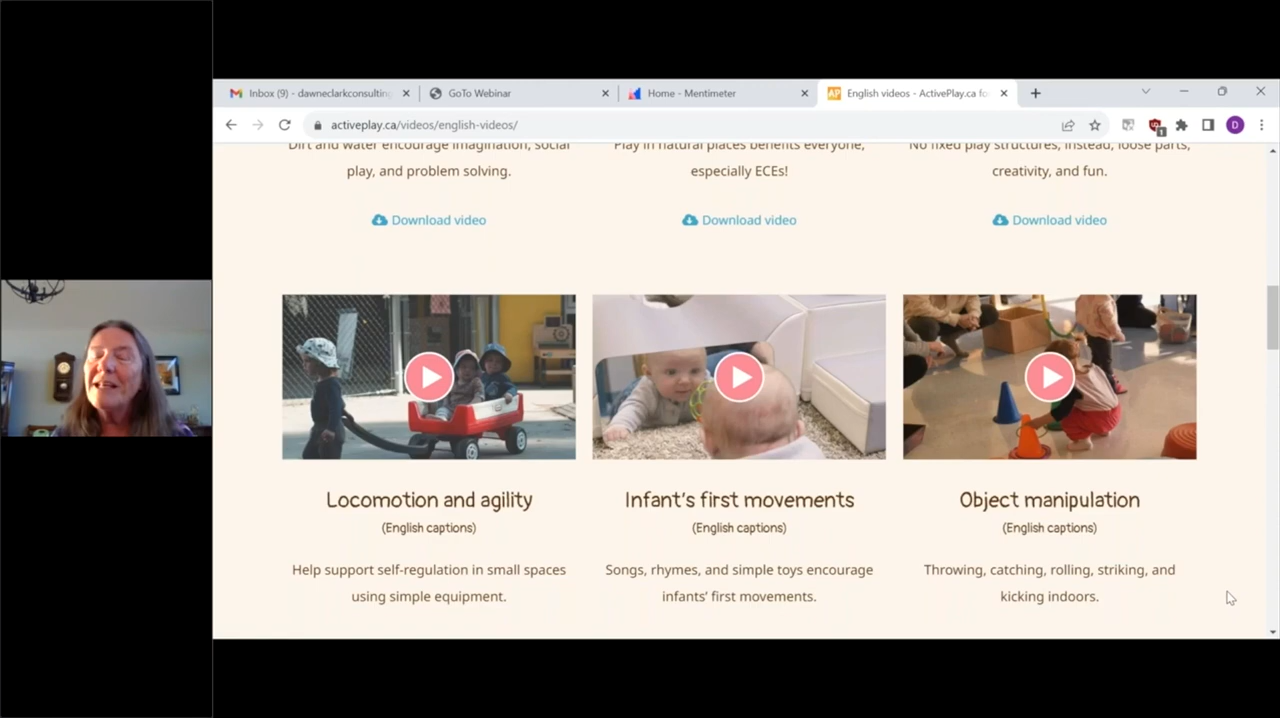 Inbox (9) - dawneclarkconsulting
GoTo Webinar
Home - Mentimeter
AP
English videos - ActivePlay.ca fo
activeplay.ca/videos/english-videos/
1
D
Dirt and water encourage imagination, social
play, and problem solving.
Download video
Play in natural places benefits everyone,
especially ECEs!
Download video
No fixed play structures, instead, loose parts,
creativity, and fun.
Download video
Locomotion and agility
(English captions)
Help support self-regulation in small spaces
using simple equipment.
Infant's first movements
(English captions)
Songs, rhymes, and simple toys encourage
infants' first movements.
Object manipulation
(English captions)
Throwing, catching, rolling, striking, and
kicking indoors.